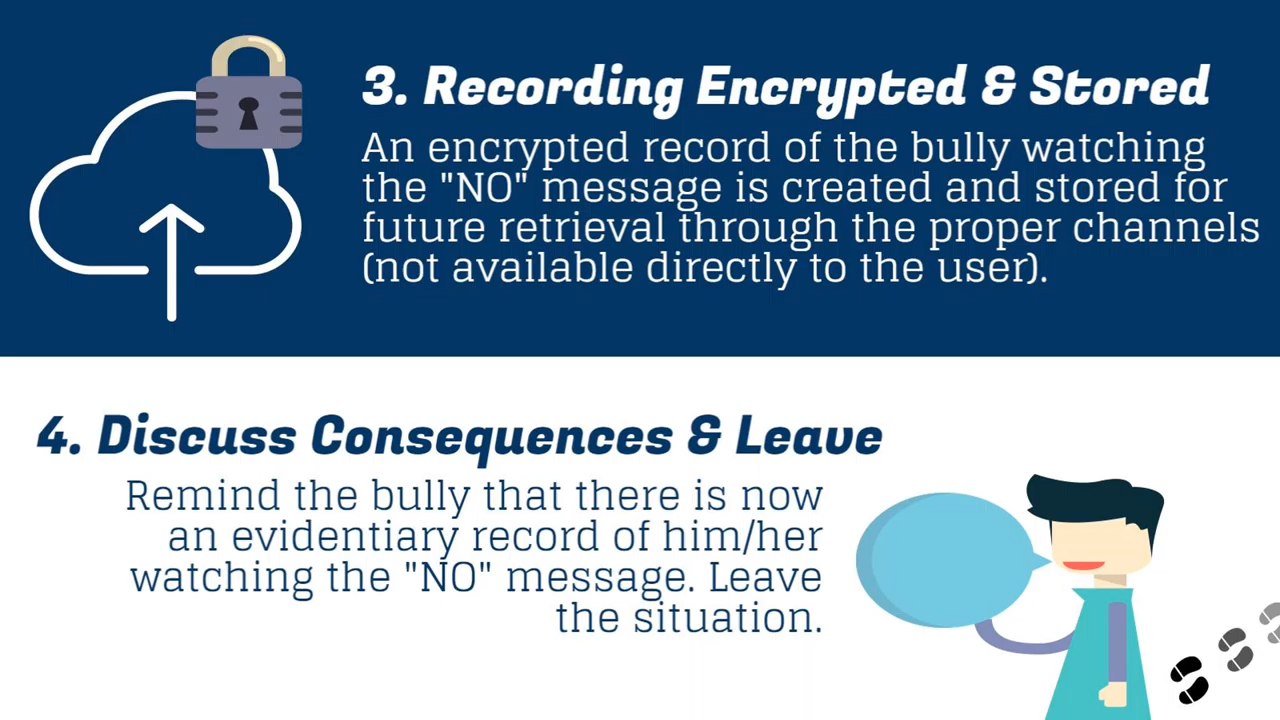 3. Recording Encrypted & Stored
An encrypted record of the bully watching
the "NO" message is created and stored for
future retrieval through the proper channels
(not available directly to the user).
4. Discuss Consequences & Leave
Remind the bully that there is now
an evidentiary record of him/her
watching the "NO" message. Leave
the situation.